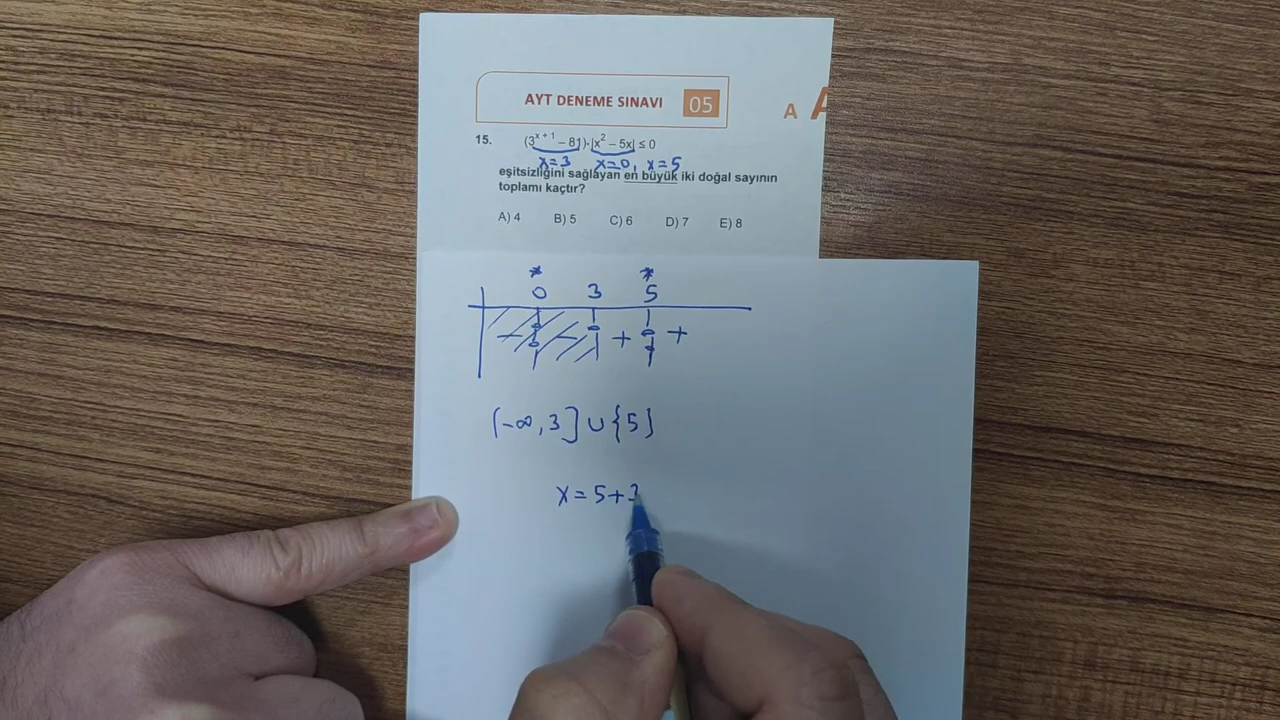 AYT DENEME SINAVI 05
A A
15. (3^{x+1} – 81)·|x² – 5x| ≤ 0
x=3 x=0, x=5
eşitsizliğini sağlayan en büyük iki doğal sayının
toplamı kaçtır?
A) 4 B) 5 C) 6 D) 7 E) 8
* *
0 3 5
– – + +
(-∞, 3] ∪ {5}
x = 5+3